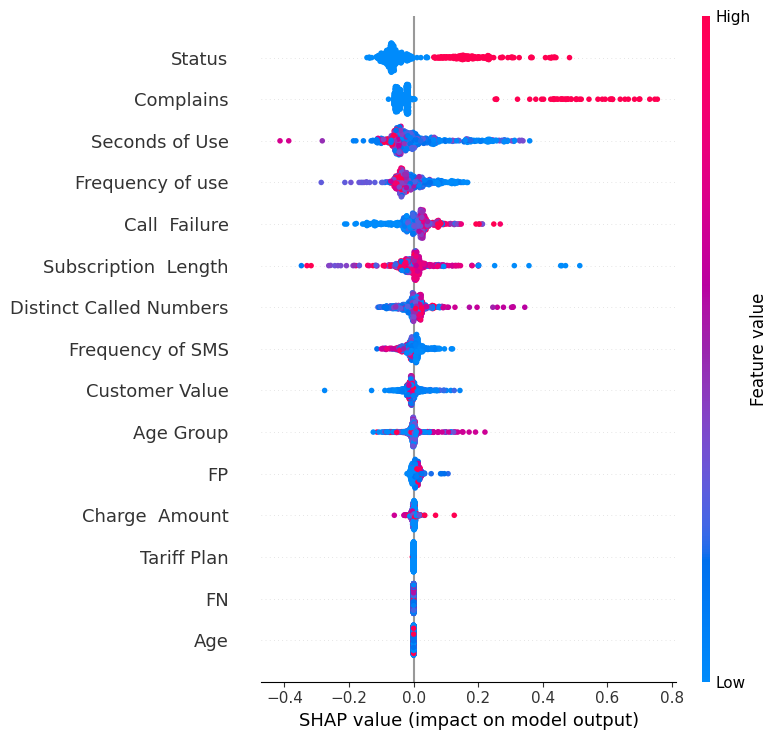 High
Status
Complains
Seconds of Use
Frequency of use
Call  Failure
Subscription  Length
Distinct Called Numbers
Frequency of SMS
Customer Value
Age Group
FP
Charge  Amount
Tariff Plan
FN
Age
Feature value
Low
−0.4 −0.2 0.0 0.2 0.4 0.6 0.8
SHAP value (impact on model output)